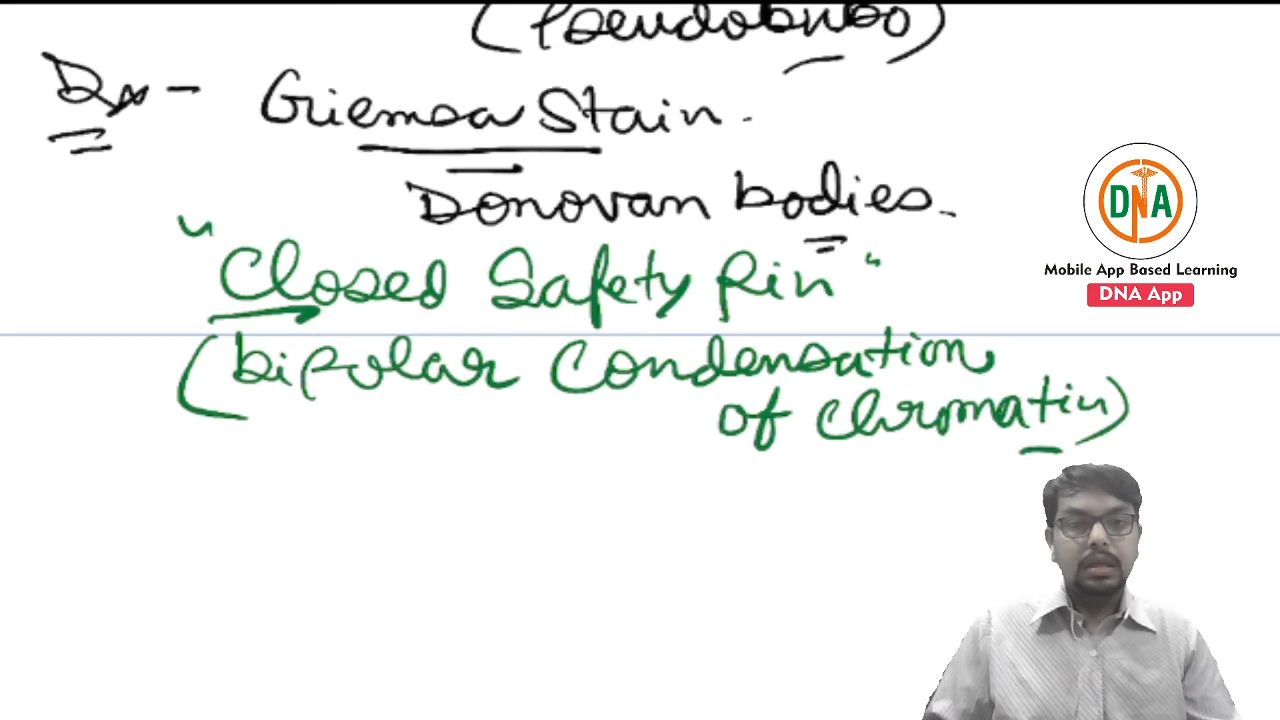 (Pseudobubo)
Dx - Giemsa Stain.
Donovan bodies.
"Closed Safety Pin"
(bipolar Condensation
of chromatin)
DNA
Mobile App Based Learning
DNA App